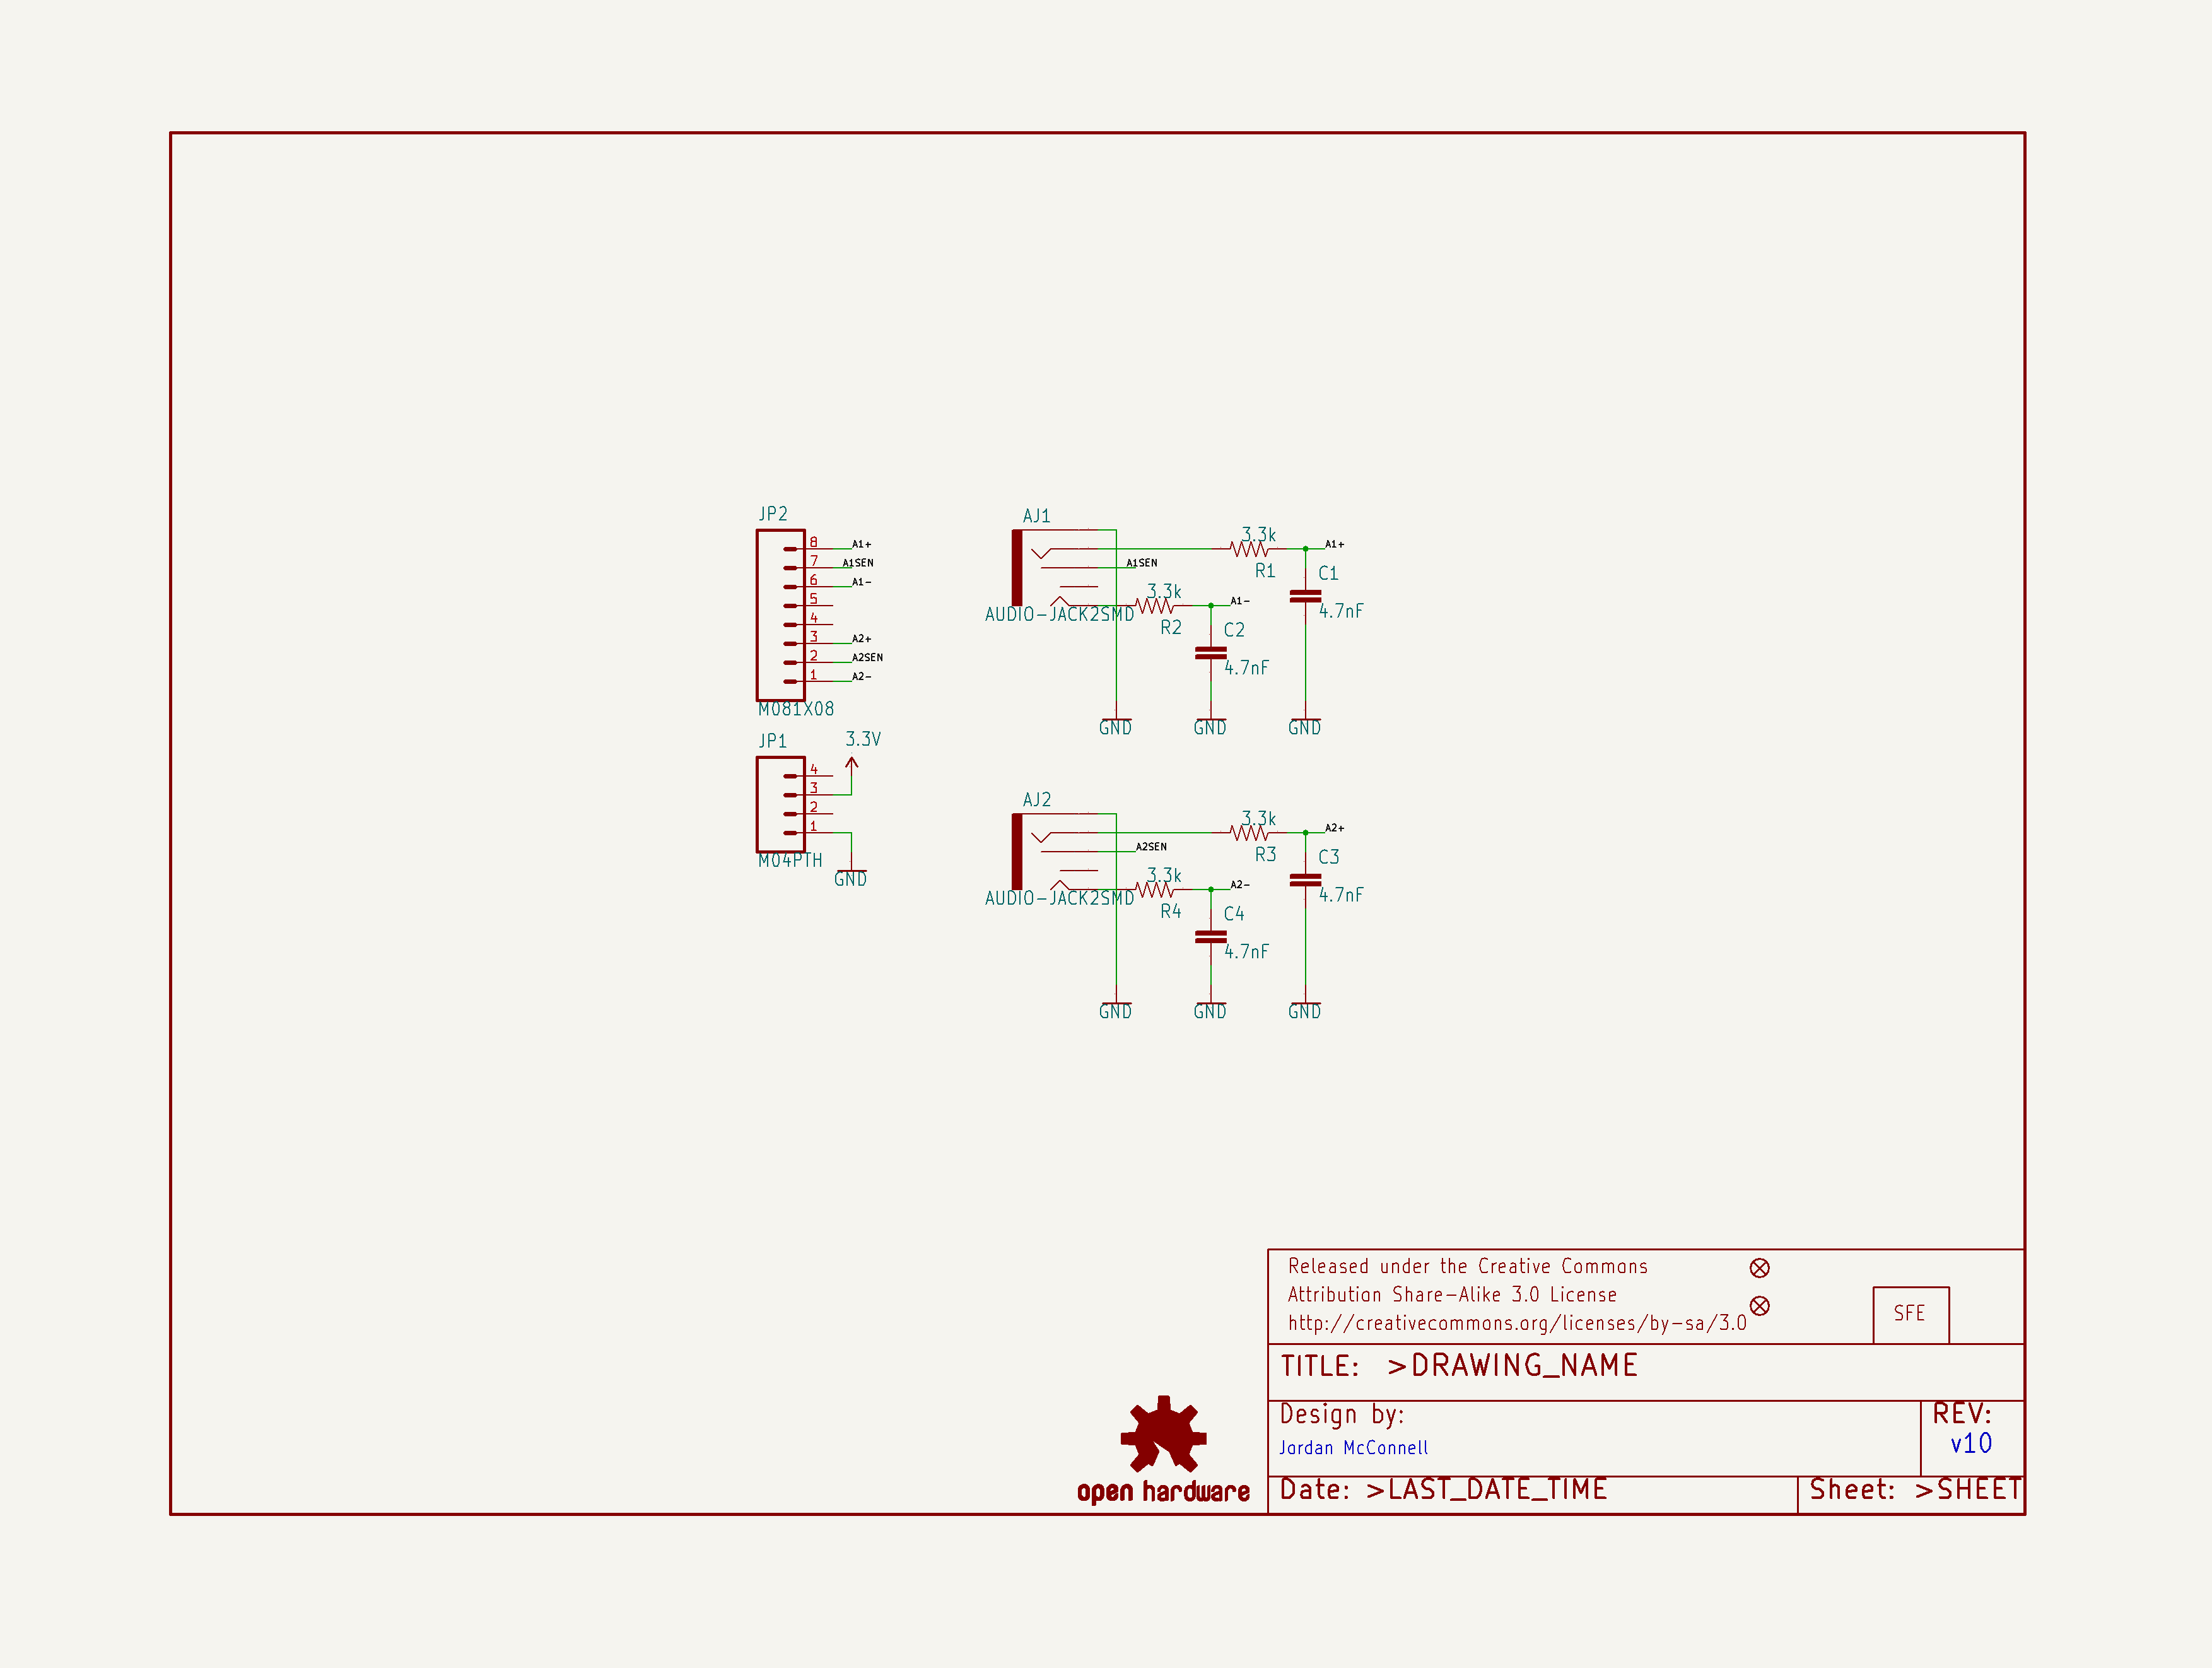 JP2
8 A1+
7 A1SEN
6 A1-
5
4
3 A2+
2 A2SEN
1 A2-
M081X08
JP1
3.3V
4
3
2
1
M04PTH
GND
AJ1
A1SEN
AUDIO-JACK2SMD
3.3k
R1
A1+
C1
4.7nF
3.3k
R2
A1-
C2
4.7nF
GND
GND
GND
AJ2
A2SEN
AUDIO-JACK2SMD
3.3k
R3
A2+
C3
4.7nF
3.3k
R4
A2-
C4
4.7nF
GND
GND
GND
Released under the Creative Commons
Attribution Share-Alike 3.0 License
http://creativecommons.org/licenses/by-sa/3.0
SFE
TITLE: >DRAWING_NAME
Design by:
Jordan McConnell
REV:
v10
Date: >LAST_DATE_TIME
Sheet: >SHEET
open hardware